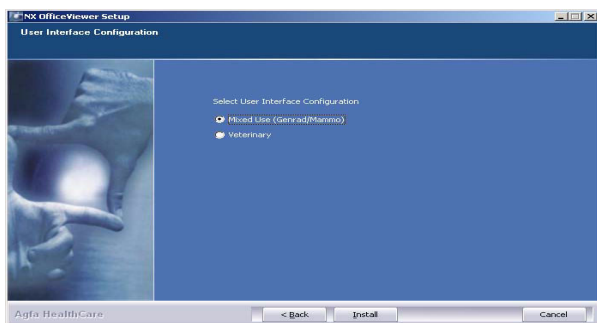 NX OfficeViewer Setup
User Interface Configuration
Select User Interface Configuration
Mixed Use (Genrad/Mammo)
Veterinary
Agfa HealthCare
< Back
Install
Cancel